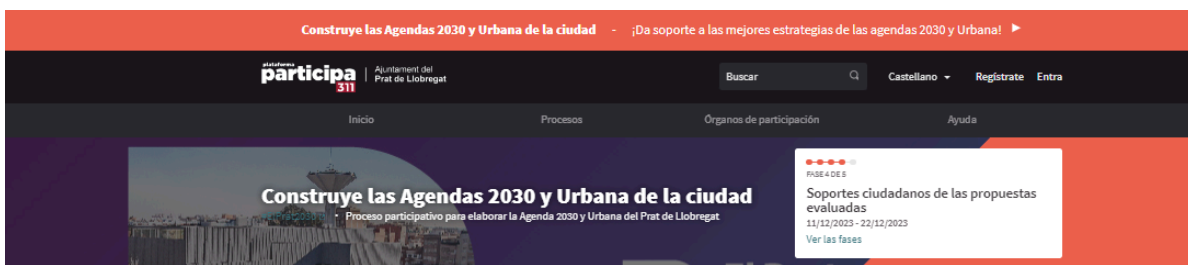 Construye las Agendas 2030 y Urbana de la ciudad - ¡Da soporte a las mejores estrategias de las agendas 2030 y Urbana!
plataforma
participa
311
Ajuntament del
Prat de Llobregat
Buscar
Castellano
Regístrate
Entra
Inicio
Procesos
Órganos de participación
Ayuda
Construye las Agendas 2030 y Urbana de la ciudad
• Proceso participativo para elaborar la Agenda 2030 y Urbana del Prat de Llobregat
FASE 4 DE 5
Soportes ciudadanos de las propuestas
evaluadas
11/12/2023 - 22/12/2023
Ver las fases